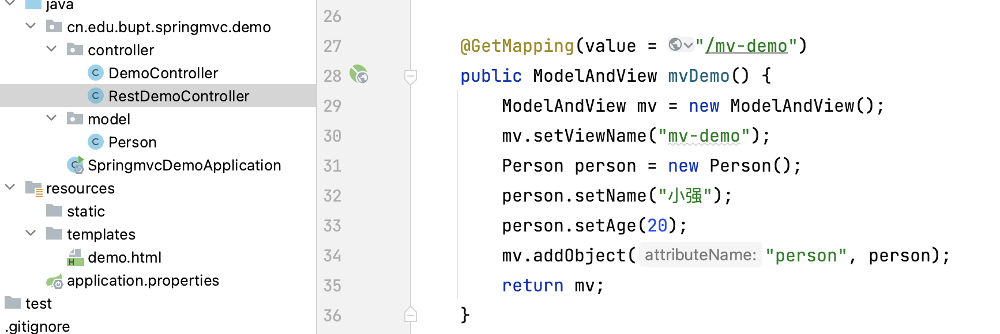 java
cn.edu.bupt.springmvc.demo
controller
DemoController
RestDemoController
model
Person
SpringmvcDemoApplication
resources
static
templates
demo.html
application.properties
test
.gitignore
26
27 @GetMapping(value = "/mv-demo")
28 public ModelAndView mvDemo() {
29 ModelAndView mv = new ModelAndView();
30 mv.setViewName("mv-demo");
31 Person person = new Person();
32 person.setName("小强");
33 person.setAge(20);
34 mv.addObject( attributeName: "person", person);
35 return mv;
36 }